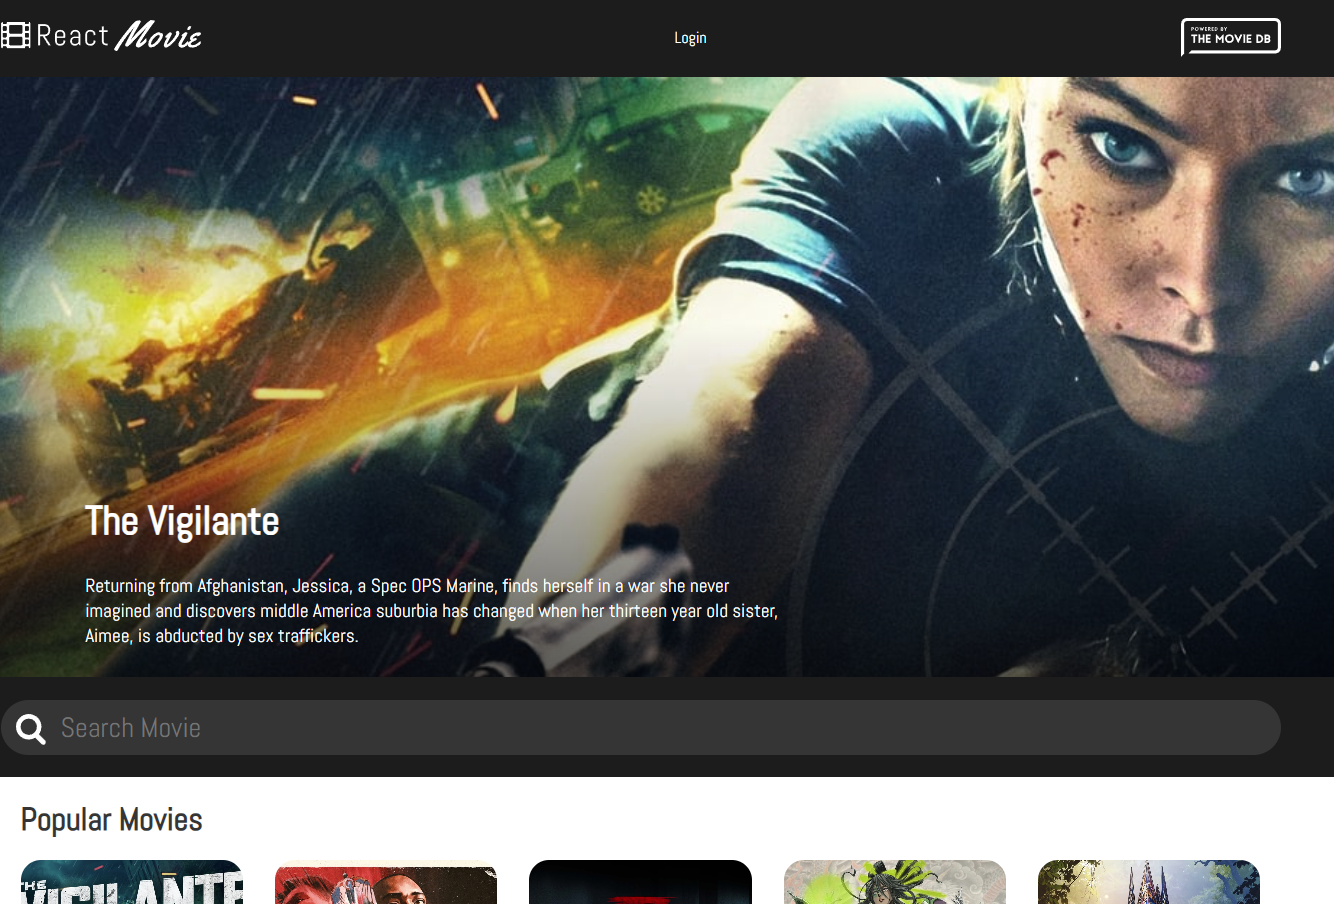 React Movie
Login
POWERED BY
THE MOVIE DB
The Vigilante
Returning from Afghanistan, Jessica, a Spec OPS Marine, finds herself in a war she never
imagined and discovers middle America suburbia has changed when her thirteen year old sister,
Aimee, is abducted by sex traffickers.
Search Movie
Popular Movies
THE
VIGILANTE